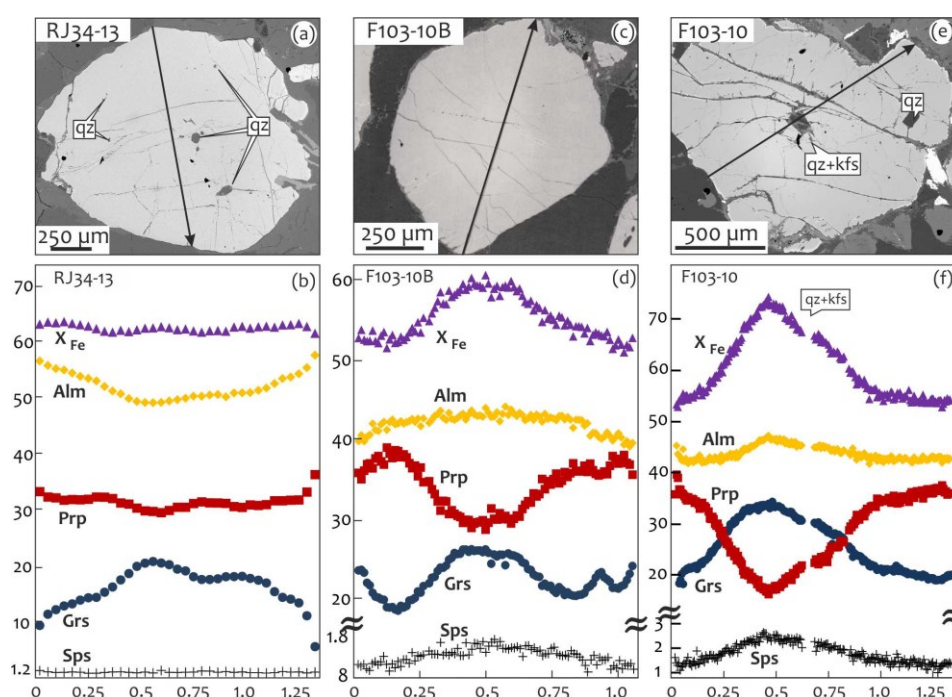 RJ34-13 (a)
qz qz
250 µm
F103-10B (c)
250 µm
F103-10 (e)
qz
qz+kfs
500 µm
RJ34-13 (b)
70
60
50
40
30
20
10
1.2
X Fe
Alm
Prp
Grs
Sps
0 0.25 0.5 0.75 1.0 1.25
F103-10B (d)
60
50
40
30
20
1.8
8
X Fe
Alm
Prp
Grs
Sps
0 0.25 0.5 0.75 1.0
F103-10 (f)
qz+kfs
70
60
50
40
30
20
3
2
1
X Fe
Alm
Prp
Grs
Sps
0 0.25 0.5 0.75 1.0 1.25